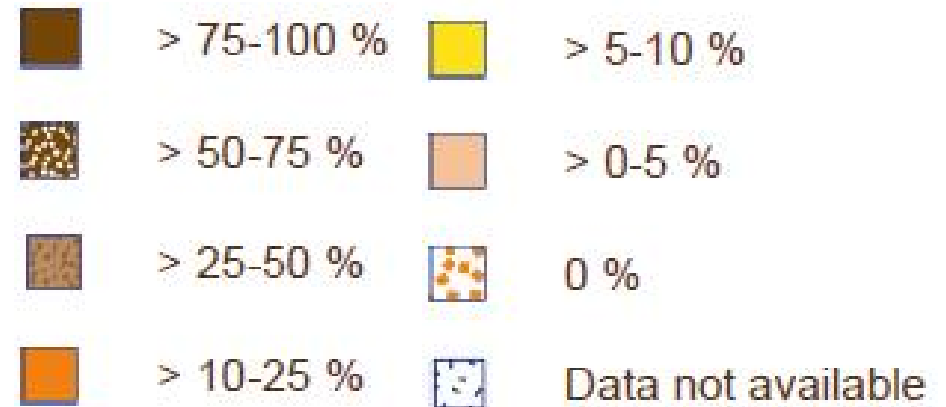 > 75-100 %
> 50-75 %
> 25-50 %
> 10-25 %
> 5-10 %
> 0-5 %
0 %
Data not available